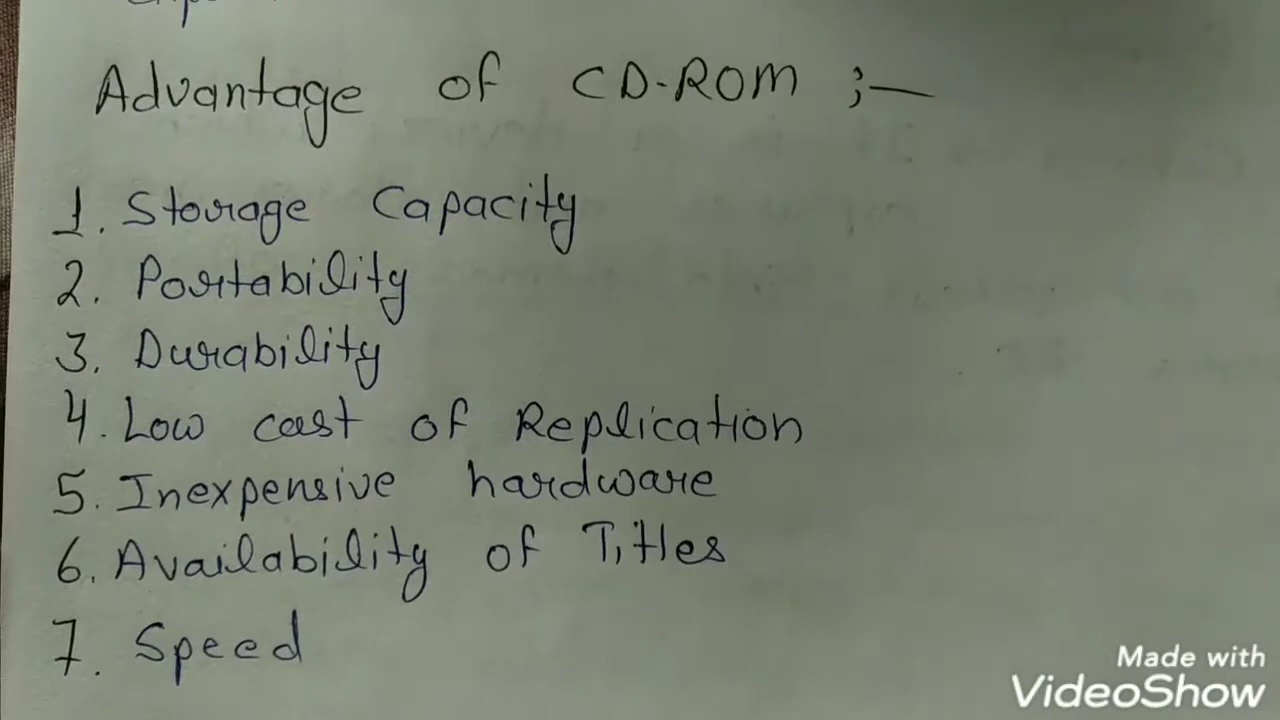 Advantage of CD-ROM ;—
1. Storage Capacity
2. Portability
3. Durability
4. Low cost of Replication
5. Inexpensive hardware
6. Availability of Titles
7. Speed
Made with
VideoShow